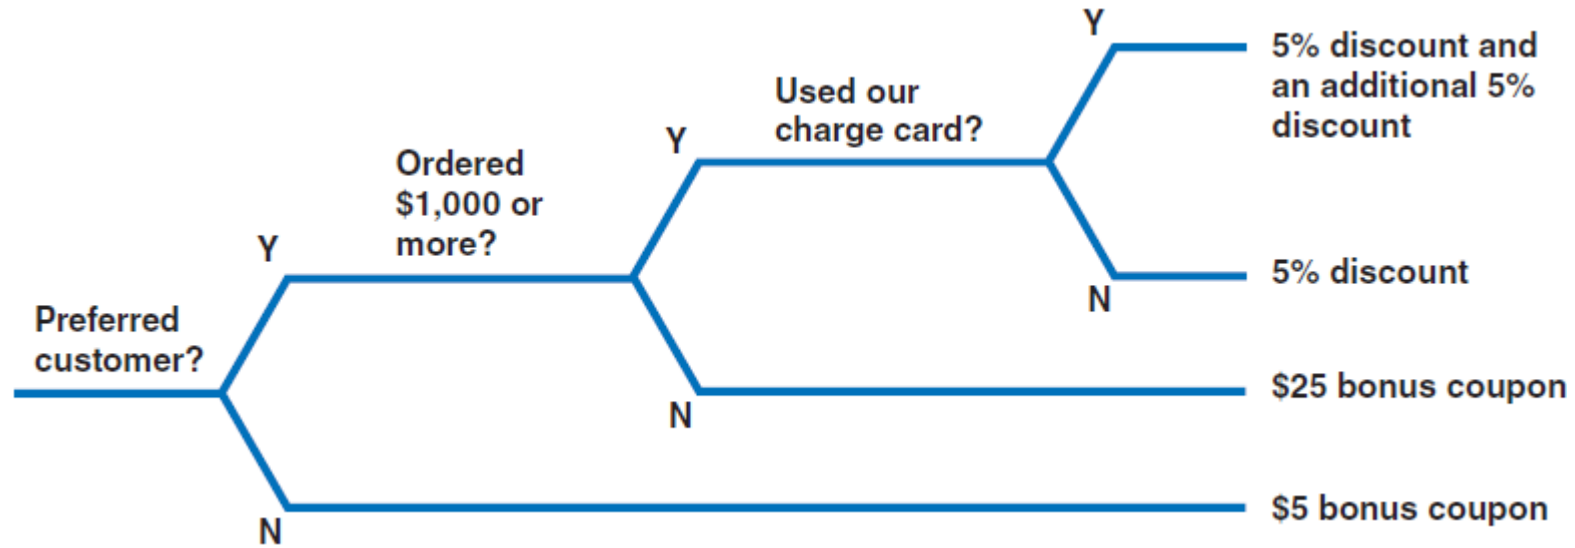 Preferred
customer?
Y
N
Ordered
$1,000 or
more?
Y
N
Used our
charge card?
Y
N
5% discount and
an additional 5%
discount
5% discount
$25 bonus coupon
$5 bonus coupon